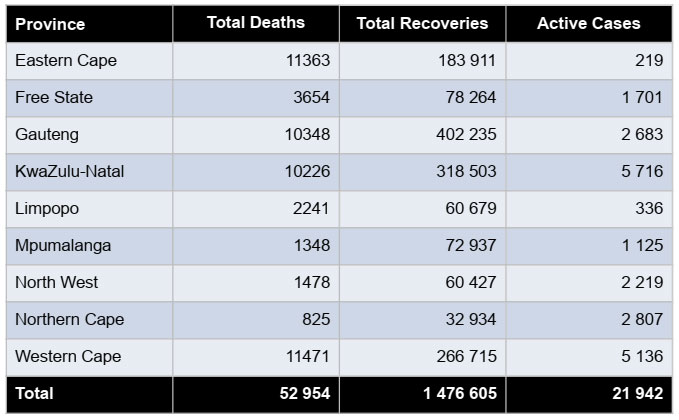 Province Total Deaths Total Recoveries Active Cases
Eastern Cape 11363 183 911 219
Free State 3654 78 264 1 701
Gauteng 10348 402 235 2 683
KwaZulu-Natal 10226 318 503 5 716
Limpopo 2241 60 679 336
Mpumalanga 1348 72 937 1 125
North West 1478 60 427 2 219
Northern Cape 825 32 934 2 807
Western Cape 11471 266 715 5 136
Total 52 954 1 476 605 21 942